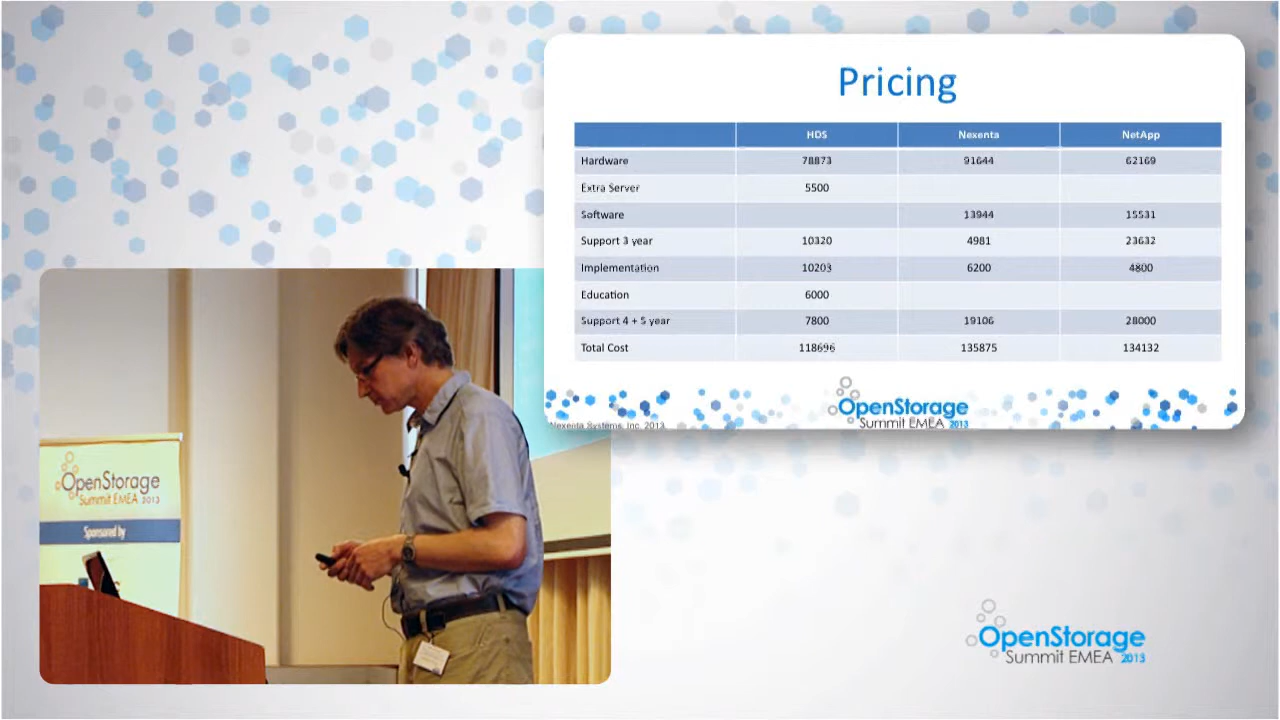 Pricing
HDS Nexenta NetApp
Hardware 78873 91644 62169
Extra Server 5500
Software 13944 15531
Support 3 year 10320 4981 23632
Implementation 10203 6200 4800
Education 6000
Support 4 + 5 year 7800 19106 28000
Total Cost 118696 135875 134132
OpenStorage
Summit EMEA 2013
Nexenta Systems, Inc. 2013
OpenStorage
Summit EMEA 2013
Sponsored by
OpenStorage
Summit EMEA 2013